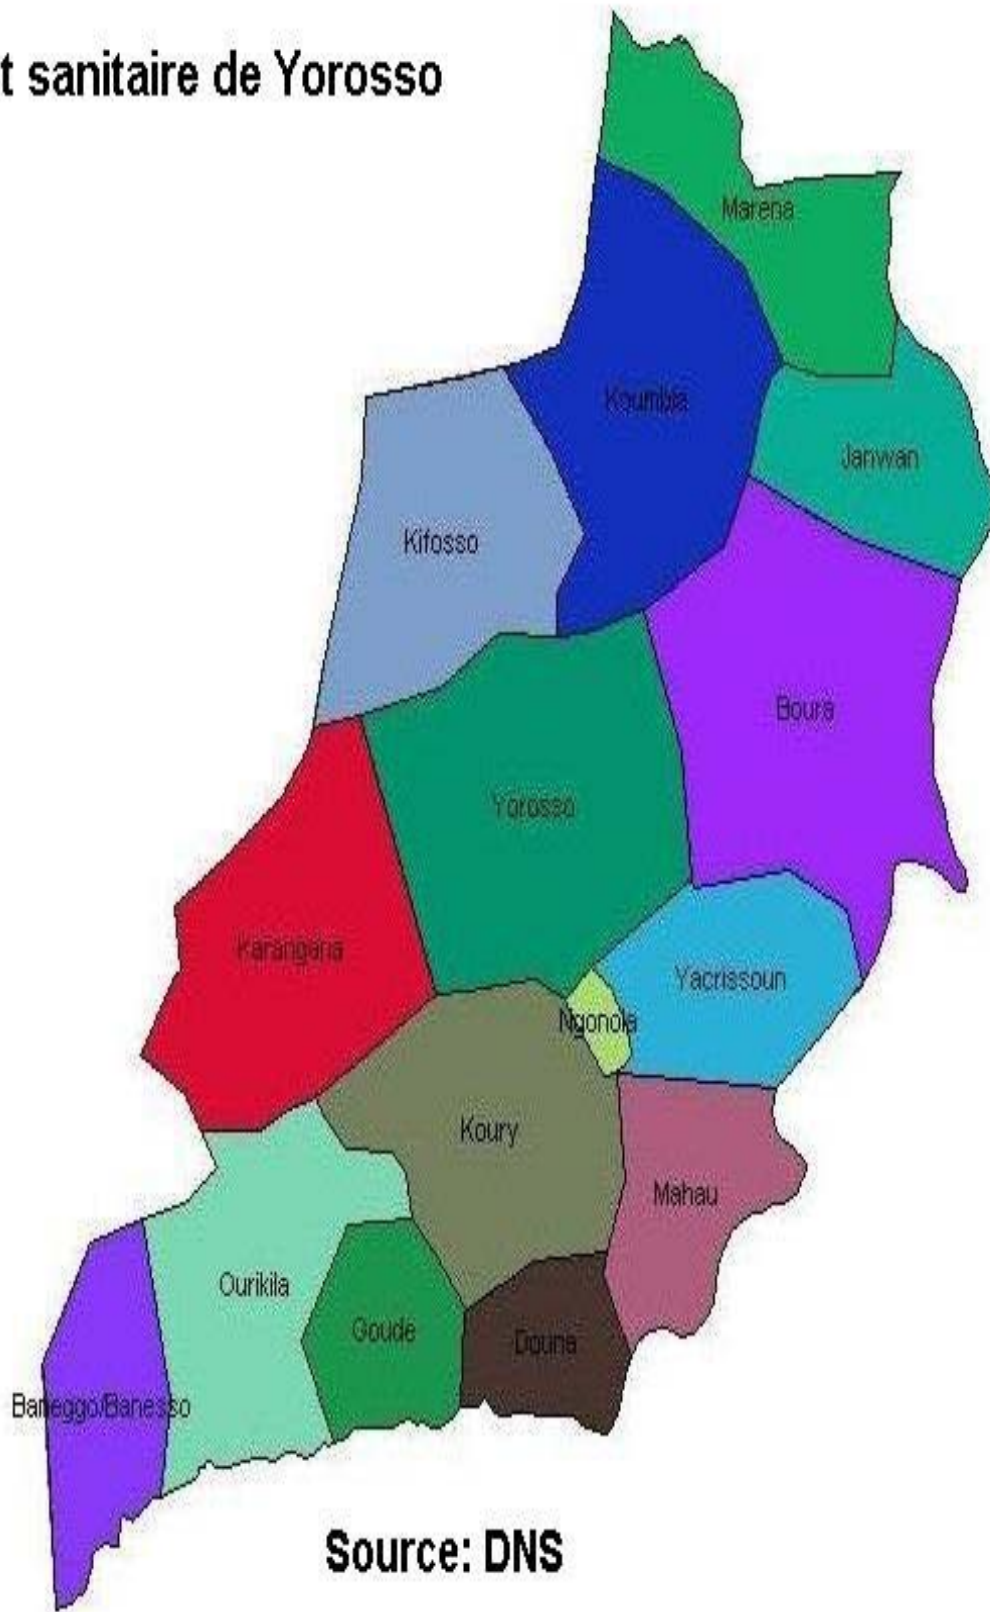 t sanitaire de Yorosso
Marena
Koumbia
Janwan
Kifosso
Boura
Yorosso
Karangana
Yacrissoun
Ngonola
Koury
Mahau
Ourikila
Goude
Douna
Baneggo/Banesso
Source: DNS